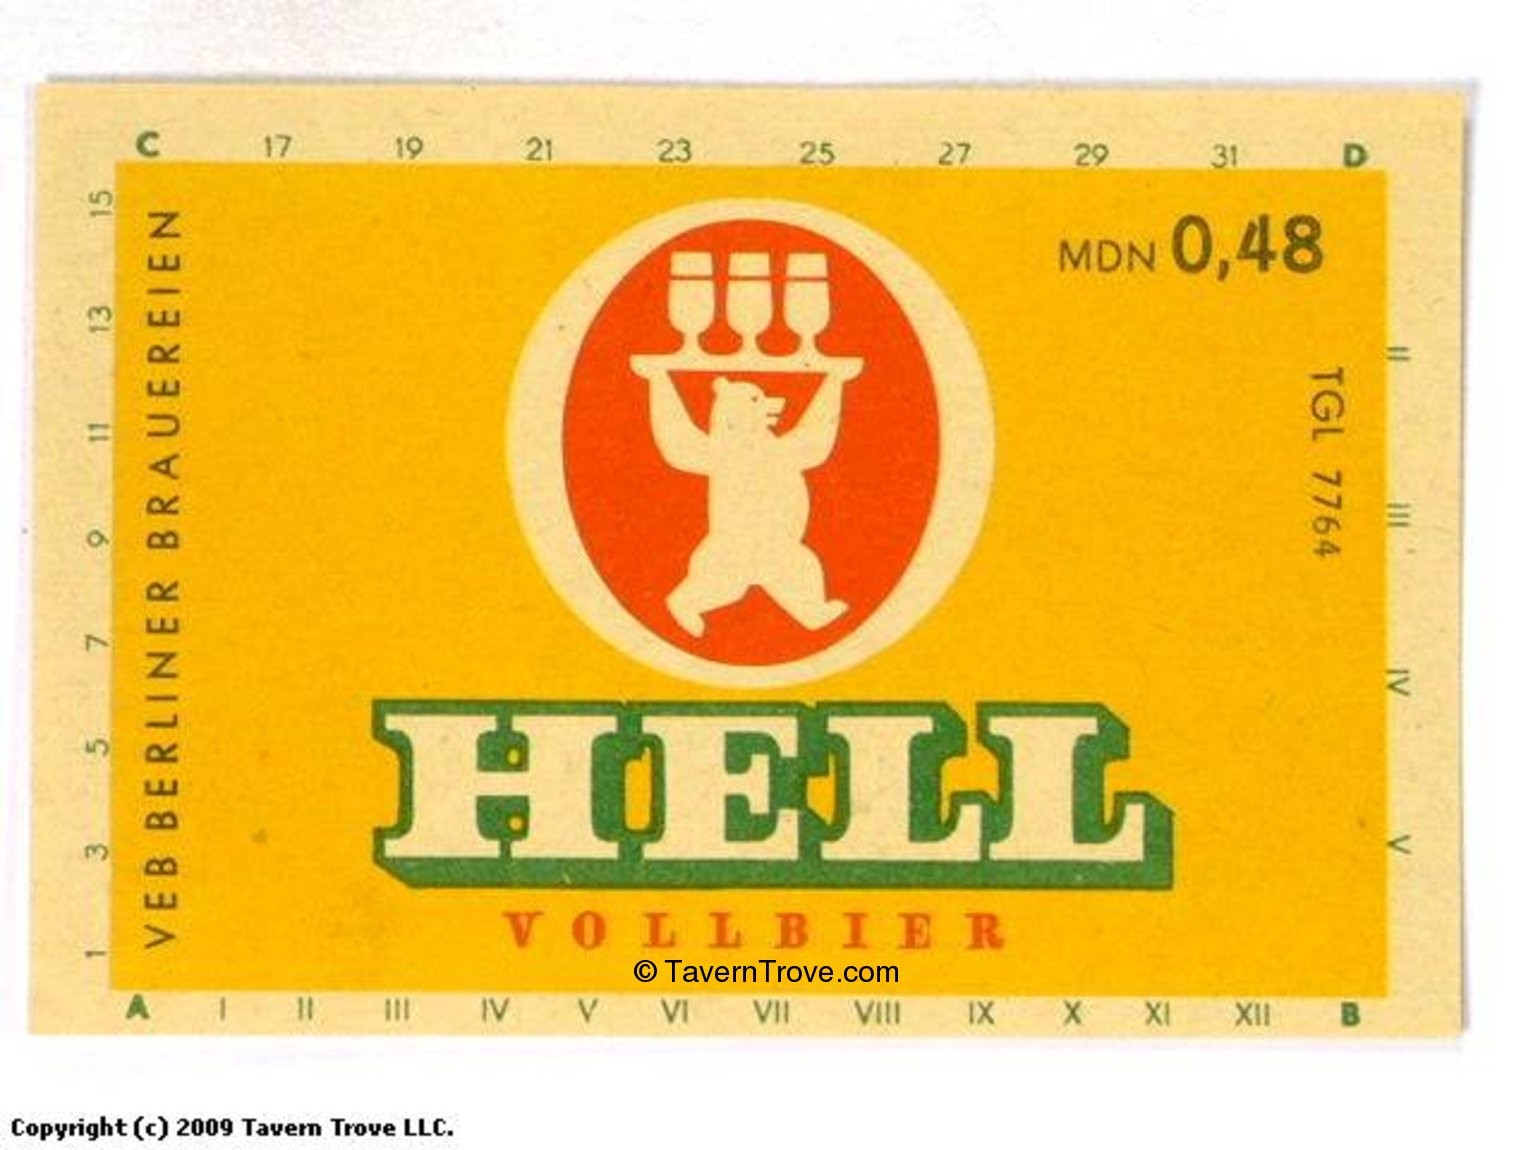 C 17 19 21 23 25 27 29 31 D
15 13 11 9 7 5 3 1
VEB BERLINER BRAUEREIEN
MDN 0,48
TGL 7764
II III IV V
HELL
VOLLBIER
© TavernTrove.com
A I II III IV V VI VII VIII IX X XI XII B
Copyright (c) 2009 Tavern Trove LLC.